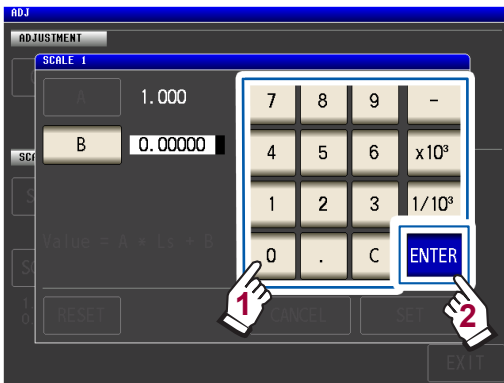 ADJ
ADJUSTMENT
SCALE 1
A 1.000
B 0.00000
7 8 9 −
4 5 6 x10³
1 2 3 1/10³
0 . C ENTER
Value = A * Ls + B
1 2
RESET CANCEL SET
EXIT